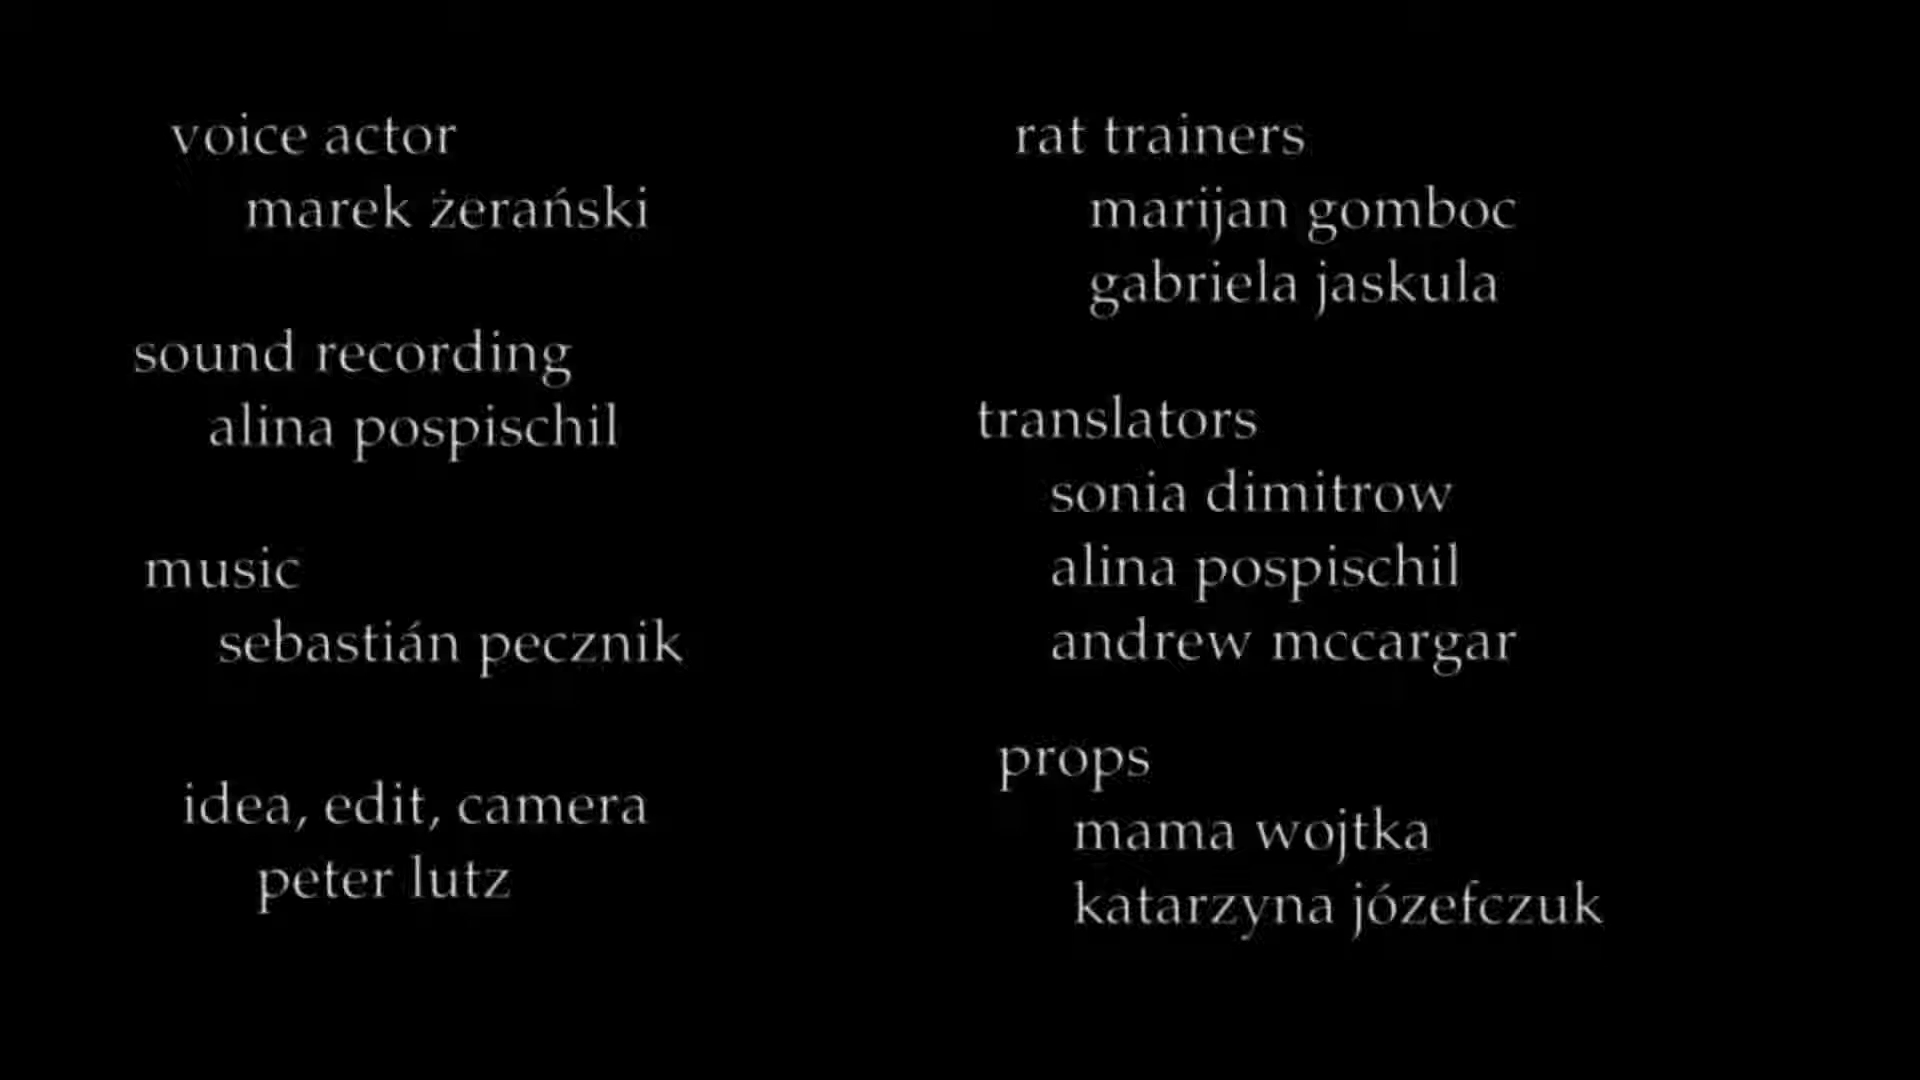 voice actor
marek żerański
sound recording
alina pospischil
music
sebastián pecznik
idea, edit, camera
peter lutz
rat trainers
marijan gomboc
gabriela jaskula
translators
sonia dimitrow
alina pospischil
andrew mccargar
props
mama wojtka
katarzyna józefczuk